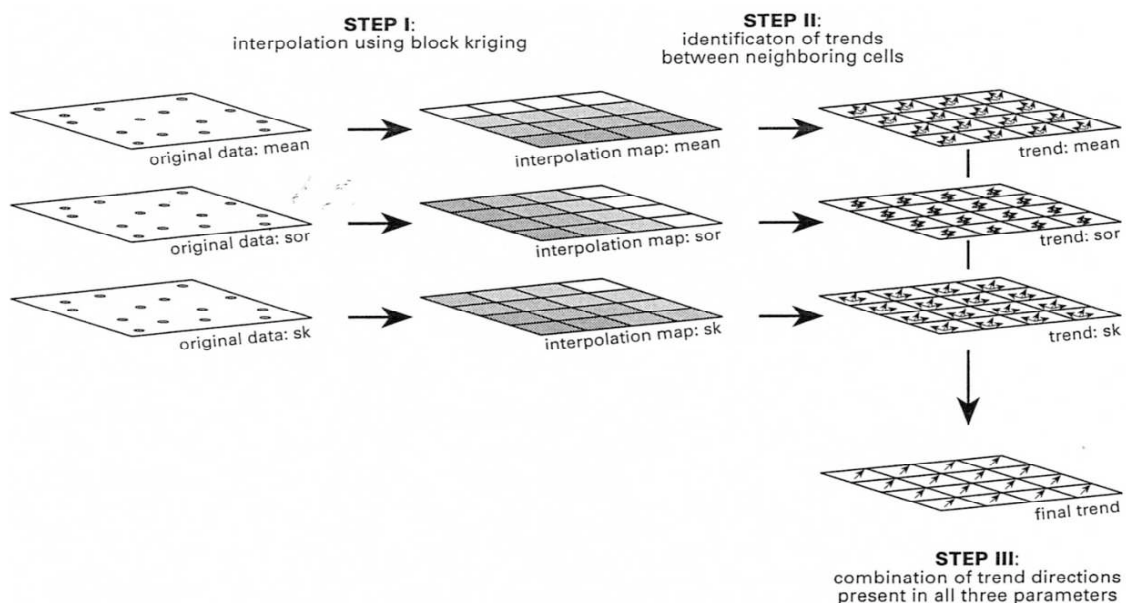 STEP I:
interpolation using block kriging
STEP II:
identificaton of trends
between neighboring cells
original data: mean
interpolation map: mean
trend: mean
original data: sor
interpolation map: sor
trend: sor
original data: sk
interpolation map: sk
trend: sk
final trend
STEP III:
combination of trend directions
present in all three parameters